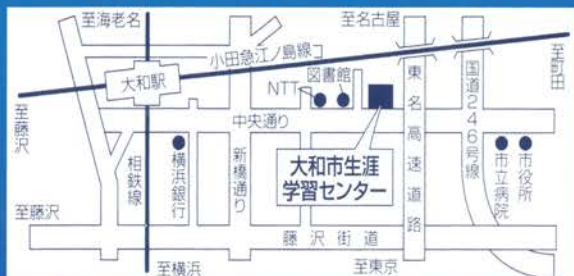 至海老名
至名古屋
小田急江ノ島線
至町田
大和駅
図書館
NTT
東名高速道路
国道246号線
至藤沢
中央通り
相鉄線
横浜銀行
新橋通り
大和市生涯
学習センター
市立病院
市役所
至藤沢
藤沢街道
至横浜
至東京